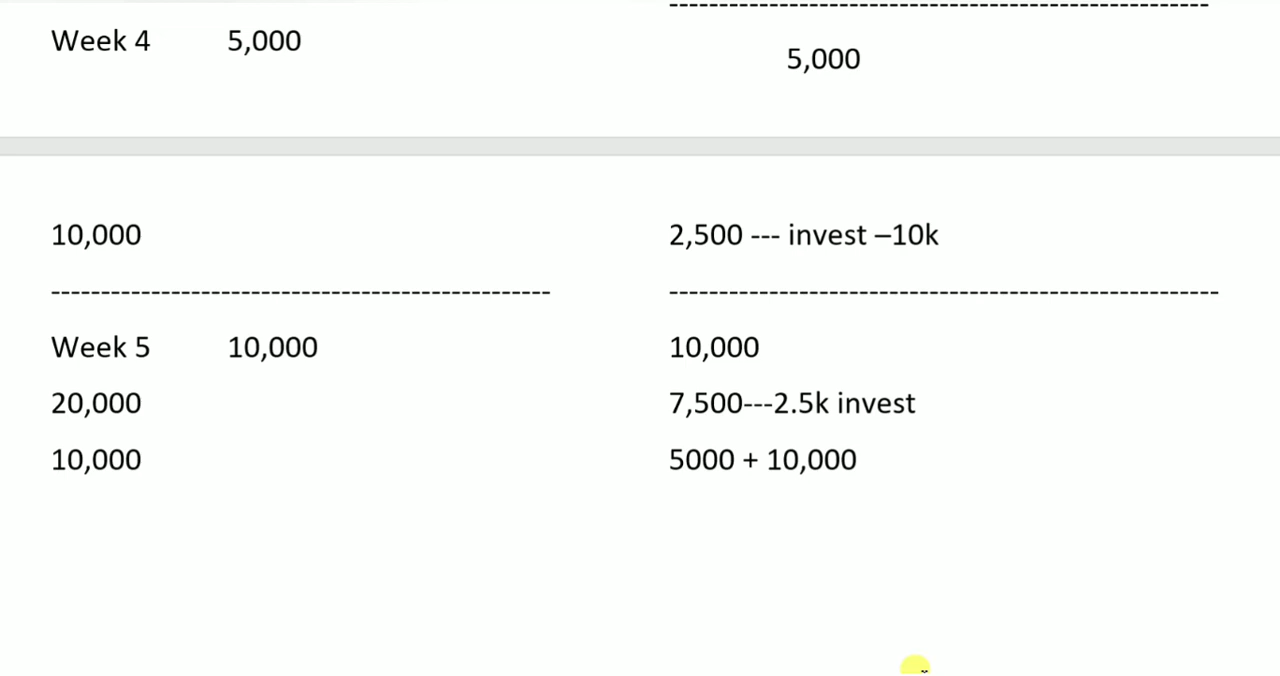 -------------------------------------------------------
Week 4 5,000
5,000
10,000 2,500 --- invest –10k
-------------------------------------------------- -------------------------------------------------------
Week 5 10,000 10,000
20,000 7,500---2.5k invest
10,000 5000 + 10,000